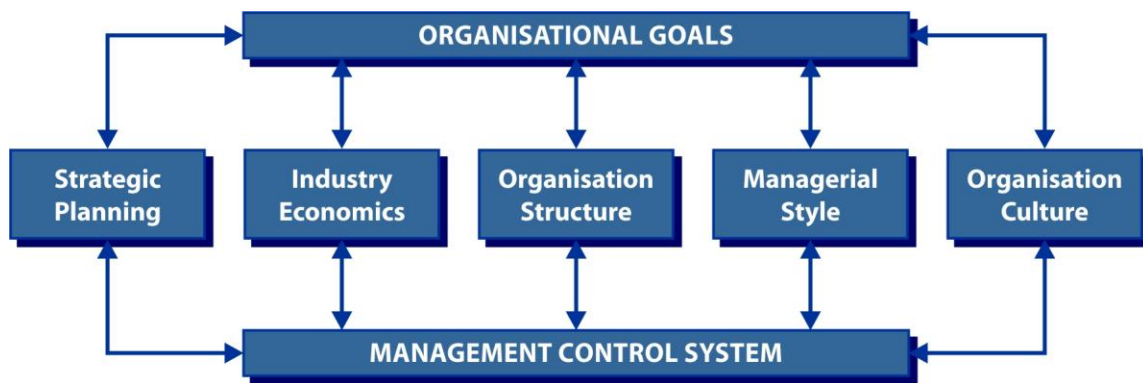 ORGANISATIONAL GOALS
Strategic
Planning
Industry
Economics
Organisation
Structure
Managerial
Style
Organisation
Culture
MANAGEMENT CONTROL SYSTEM